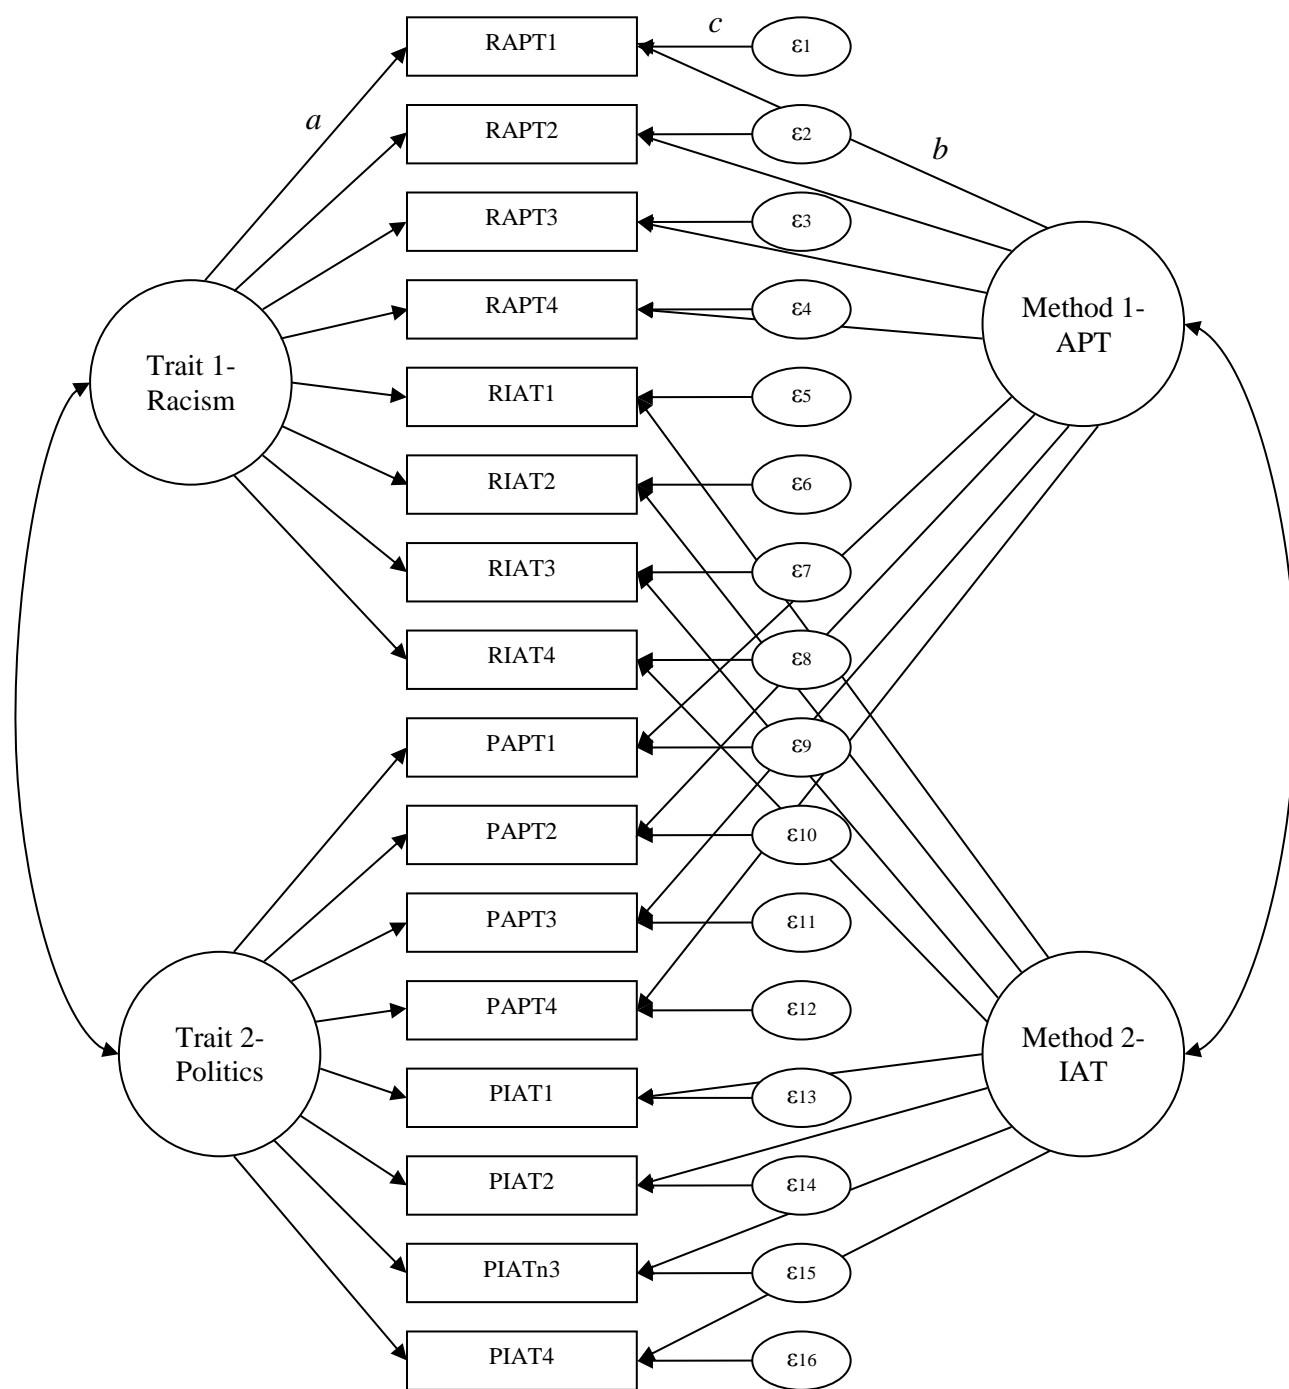 RAPT1
c
ε1
a
RAPT2
ε2
b
RAPT3
ε3
RAPT4
ε4
Method 1-
APT
Trait 1-
Racism
RIAT1
ε5
RIAT2
ε6
RIAT3
ε7
RIAT4
ε8
PAPT1
ε9
PAPT2
ε10
PAPT3
ε11
PAPT4
ε12
Trait 2-
Politics
Method 2-
IAT
PIAT1
ε13
PIAT2
ε14
PIATn3
ε15
PIAT4
ε16